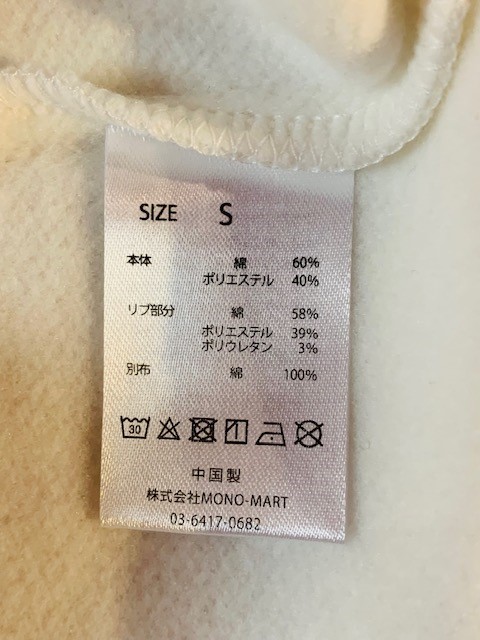 SIZE S
本体 綿 60%
ポリエステル 40%
リブ部分 綿 58%
ポリエステル 39%
ポリウレタン 3%
別布 綿 100%
30
中国製
株式会社MONO-MART
03-6417-0682